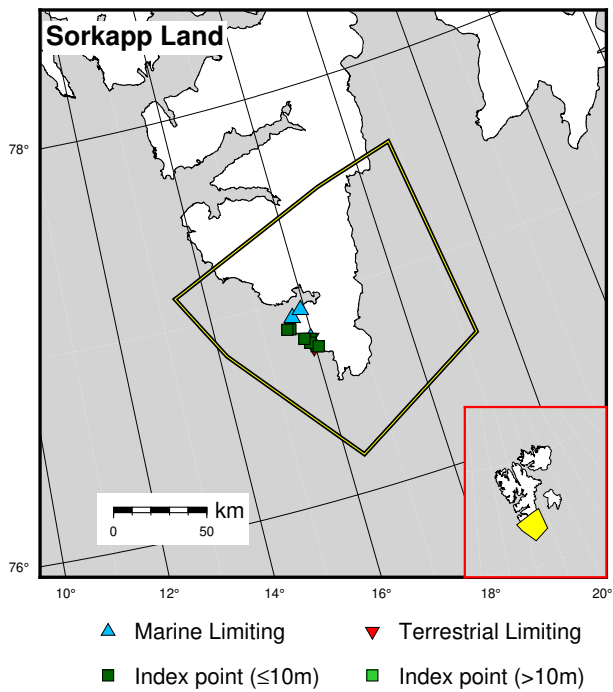 Sorkapp Land
78°
km
0 50
76°
10° 12° 14° 16° 18° 20°
Marine Limiting Terrestrial Limiting
Index point (≤10m) Index point (>10m)